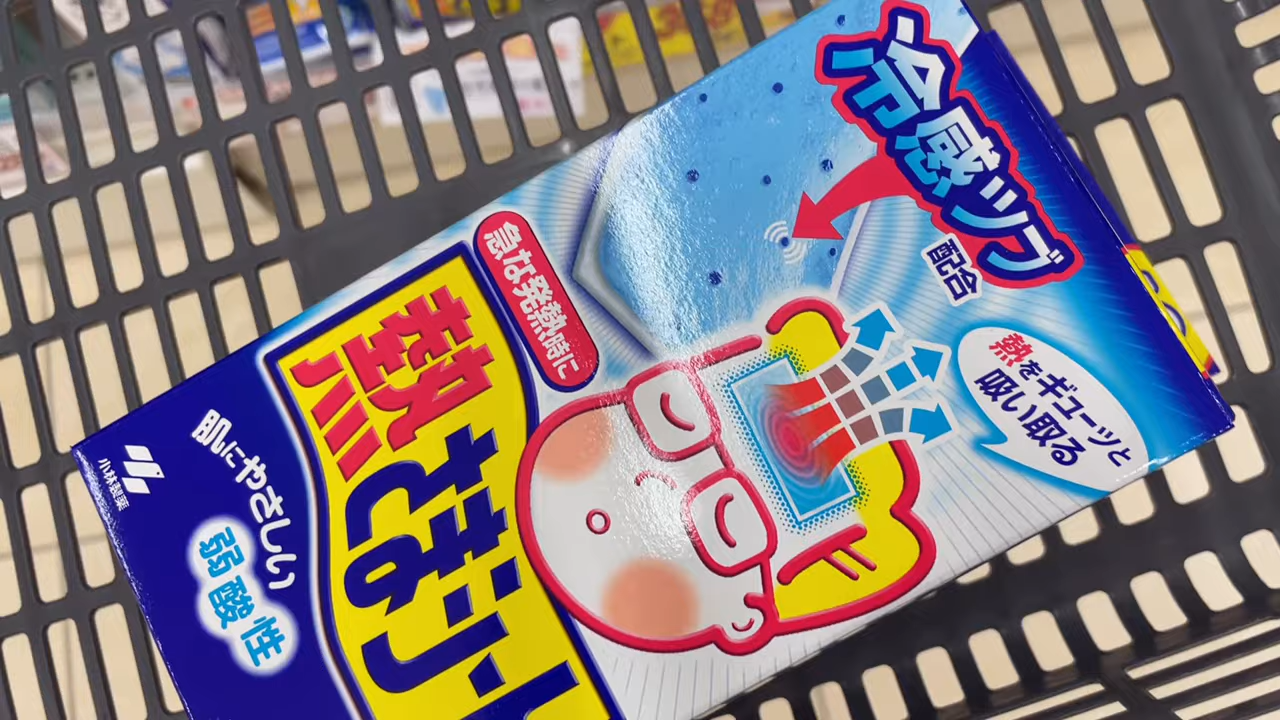 冷感ツブ
配合
熱をギューッと
吸い取る
急な発熱時に
熱さまシート
肌にやさしい
弱酸性
小林製薬